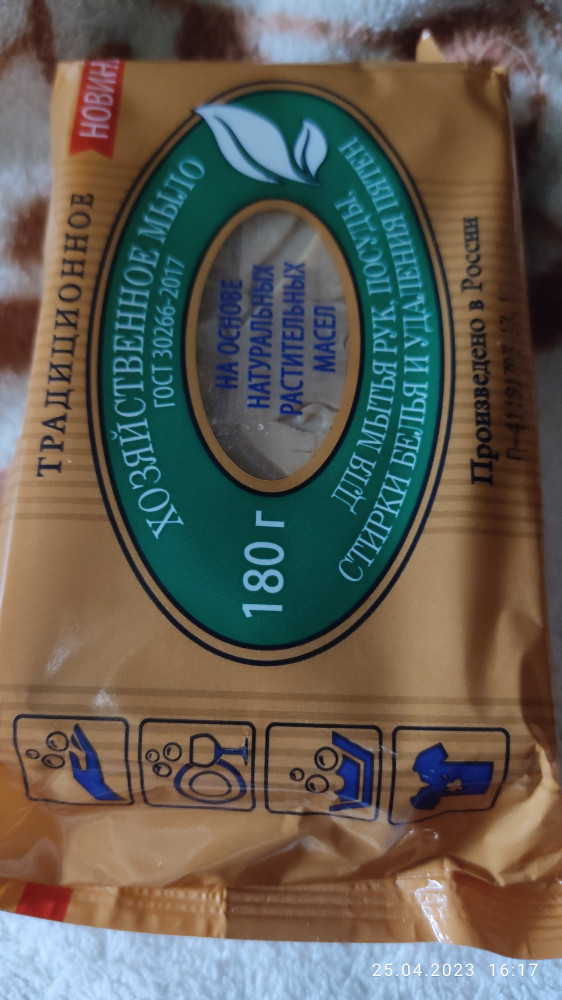 НОВИН
ТРАДИЦИОННОЕ
ХОЗЯЙСТВЕННОЕ МЫЛО
ГОСТ 30266-2017
НА ОСНОВЕ
НАТУРАЛЬНЫХ
РАСТИТЕЛЬНЫХ
МАСЕЛ
ДЛЯ МЫТЬЯ РУК, ПОСУДЫ,
СТИРКИ БЕЛЬЯ И УДАЛЕНИЯ ПЯТЕН
180 г
Произведено в России
25.04.2023 16:17